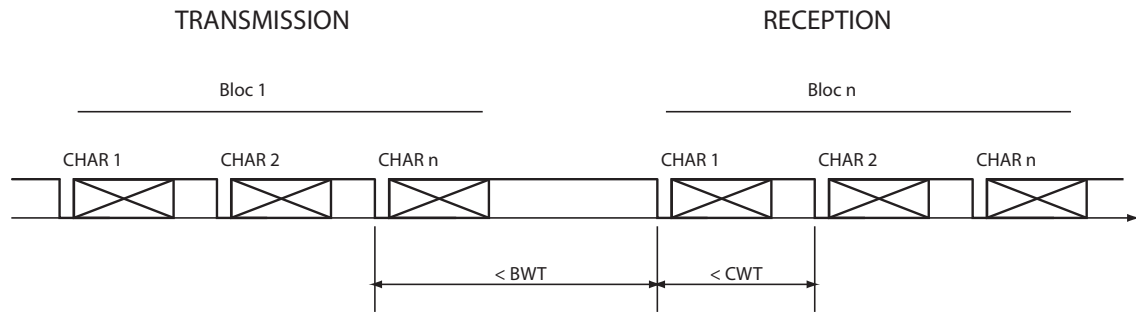 TRANSMISSION RECEPTION
Bloc 1 Bloc n
CHAR 1 CHAR 2 CHAR n CHAR 1 CHAR 2 CHAR n
< BWT < CWT